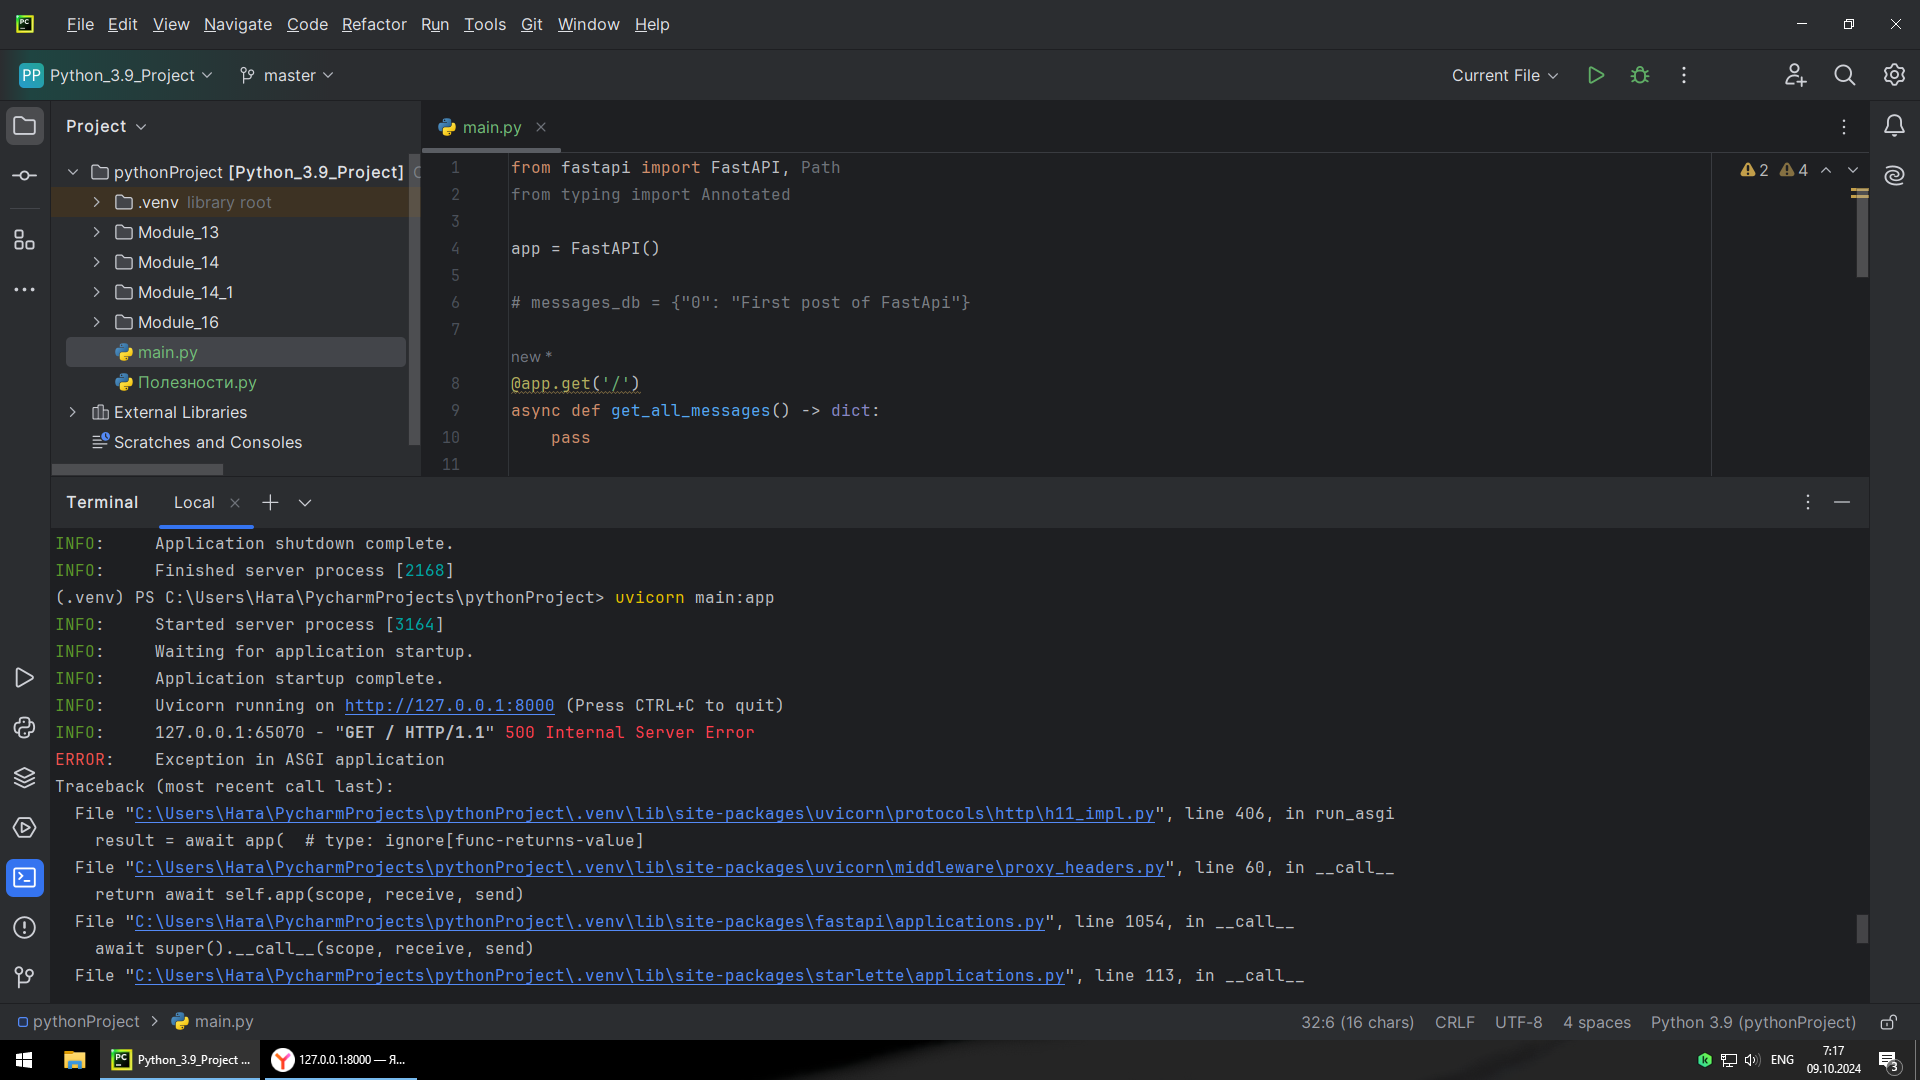 File Edit View Navigate Code Refactor Run Tools Git Window Help
PP Python_3.9_Project master Current File
Project
main.py
pythonProject [Python_3.9_Project]
.venv library root
Module_13
Module_14
Module_14_1
Module_16
main.py
Полезности.py
External Libraries
Scratches and Consoles
2 4
1 from fastapi import FastAPI, Path
2 from typing import Annotated
3
4 app = FastAPI()
5
6 # messages_db = {"0": "First post of FastApi"}
7
new *
8 @app.get('/')
9 async def get_all_messages() -> dict:
10 pass
11
Terminal Local
INFO: Application shutdown complete.
INFO: Finished server process [2168]
(.venv) PS C:\Users\Ната\PycharmProjects\pythonProject> uvicorn main:app
INFO: Started server process [3164]
INFO: Waiting for application startup.
INFO: Application startup complete.
INFO: Uvicorn running on http://127.0.0.1:8000 (Press CTRL+C to quit)
INFO: 127.0.0.1:65070 - "GET / HTTP/1.1" 500 Internal Server Error
ERROR: Exception in ASGI application
Traceback (most recent call last):
File "C:\Users\Ната\PycharmProjects\pythonProject\.venv\lib\site-packages\uvicorn\protocols\http\h11_impl.py", line 406, in run_asgi
result = await app( # type: ignore[func-returns-value]
File "C:\Users\Ната\PycharmProjects\pythonProject\.venv\lib\site-packages\uvicorn\middleware\proxy_headers.py", line 60, in __call__
return await self.app(scope, receive, send)
File "C:\Users\Ната\PycharmProjects\pythonProject\.venv\lib\site-packages\fastapi\applications.py", line 1054, in __call__
await super().__call__(scope, receive, send)
File "C:\Users\Ната\PycharmProjects\pythonProject\.venv\lib\site-packages\starlette\applications.py", line 113, in __call__
pythonProject > main.py 32:6 (16 chars) CRLF UTF-8 4 spaces Python 3.9 (pythonProject)
Python_3.9_Project ... 127.0.0.1:8000 — Я... ENG 7:17
09.10.2024 3